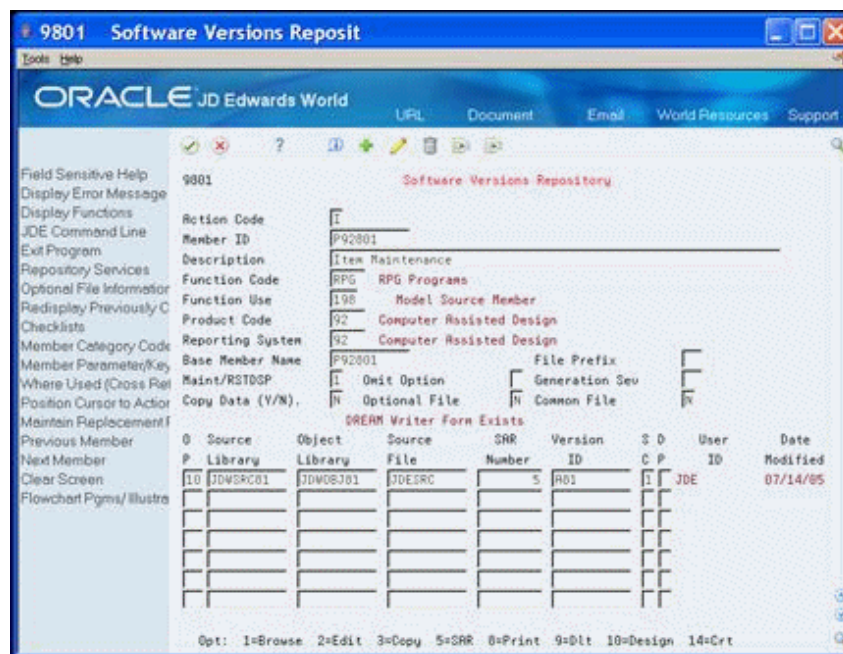 9801 Software Versions Reposit
Tools Help
ORACLE JD Edwards World
URL Document Email World Resources Support
Field Sensitive Help
Display Error Message
Display Functions
JDE Command Line
Exit Program
Repository Services
Optional File Information
Redisplay Previously C
Checklists
Member Category Code
Member Parameter/Key
Where Used (Cross Ref
Position Cursor to Action
Maintain Replacement
Previous Member
Next Member
Clear Screen
Flowchart Pgms/ Illustra
9801 Software Versions Repository
Action Code I
Member ID P92801
Description Item Maintenance
Function Code RPG RPG Programs
Function Use 198 Model Source Member
Product Code 92 Computer Assisted Design
Reporting System 92 Computer Assisted Design
Base Member Name P92801 File Prefix
Maint/RSTDSP 1 Omit Option Generation Sev
Copy Data (Y/N). N Optional File N Common File N
DREAM Writer Form Exists
O Source Object Source SAR Version S D User Date
P Library Library File Number ID C P ID Modified
10 JDWSRC81 JDWOBJ81 JDESRC 5 A81 1 JDE 07/14/05
Opt: 1=Browse 2=Edit 3=Copy 5=SAR 8=Print 9=Dlt 10=Design 14=Crt